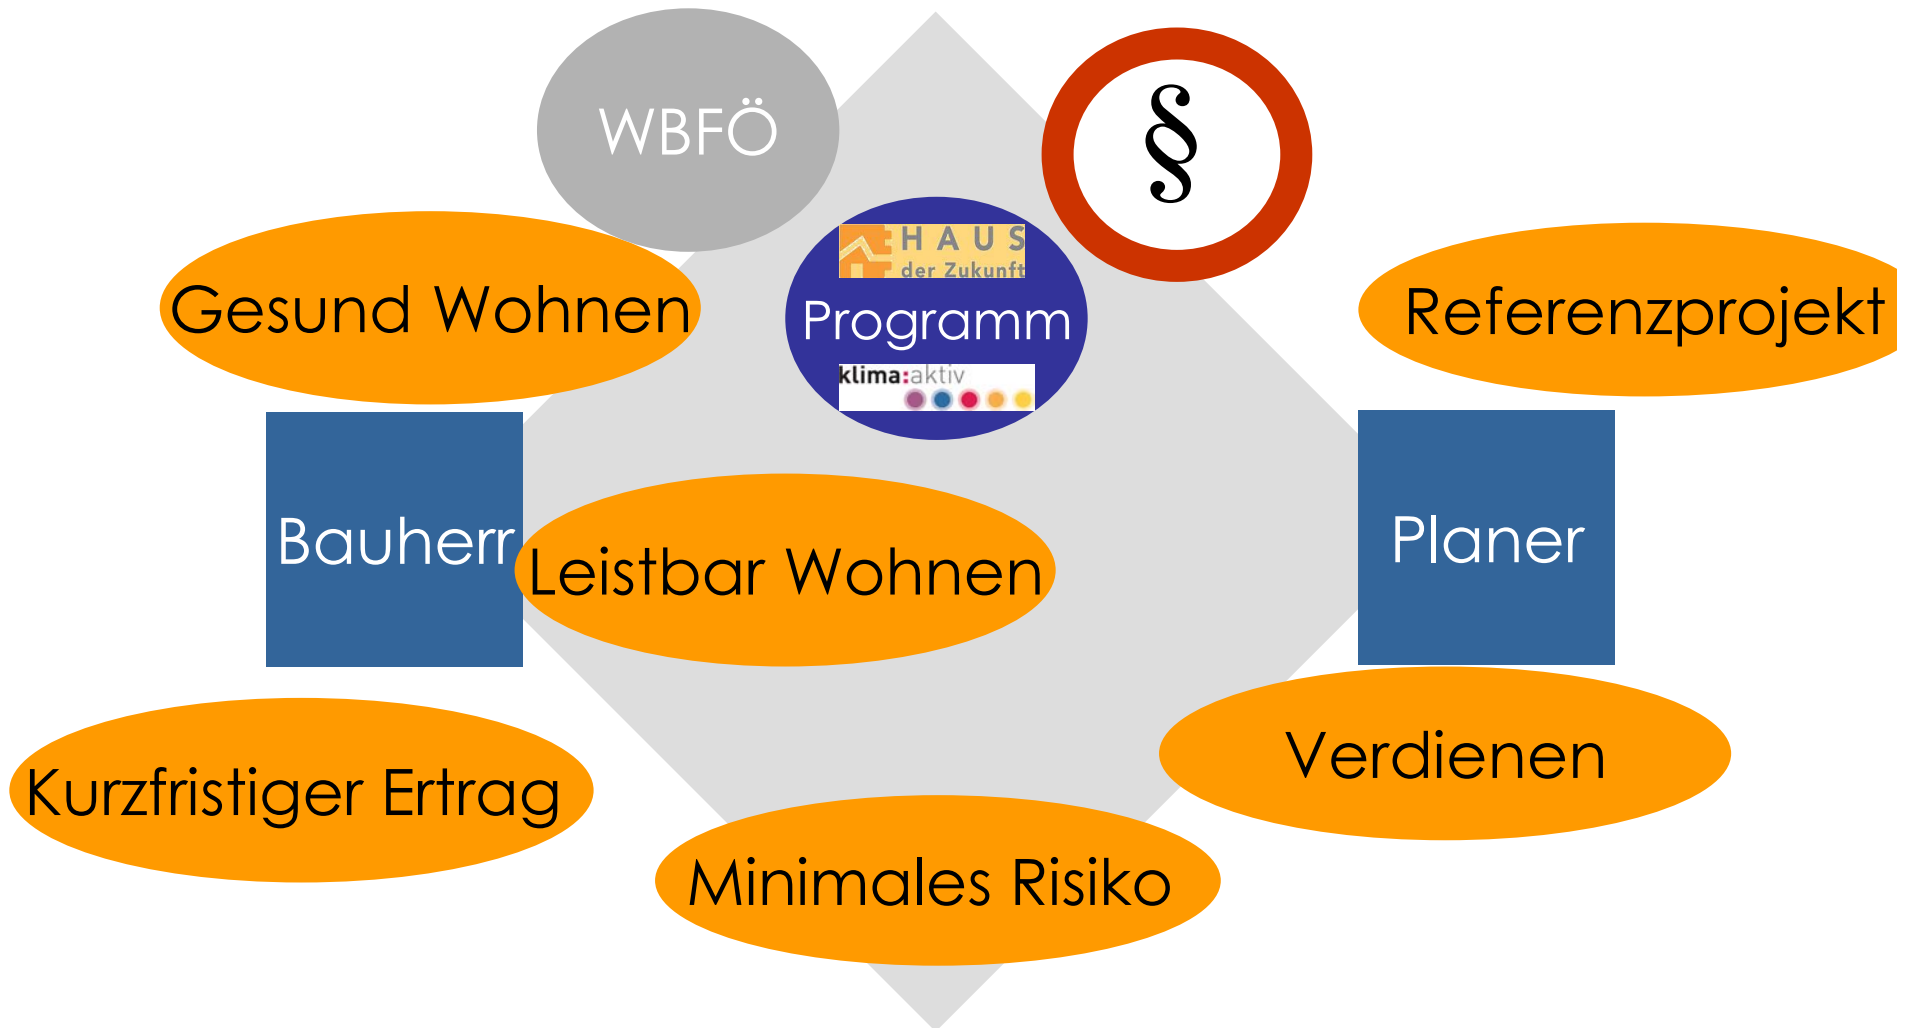 WBFÖ
§
HAUS
der Zukunft
Programm
klima:aktiv
Gesund Wohnen
Referenzprojekt
Bauherr
Leistbar Wohnen
Planer
Kurzfristiger Ertrag
Verdienen
Minimales Risiko